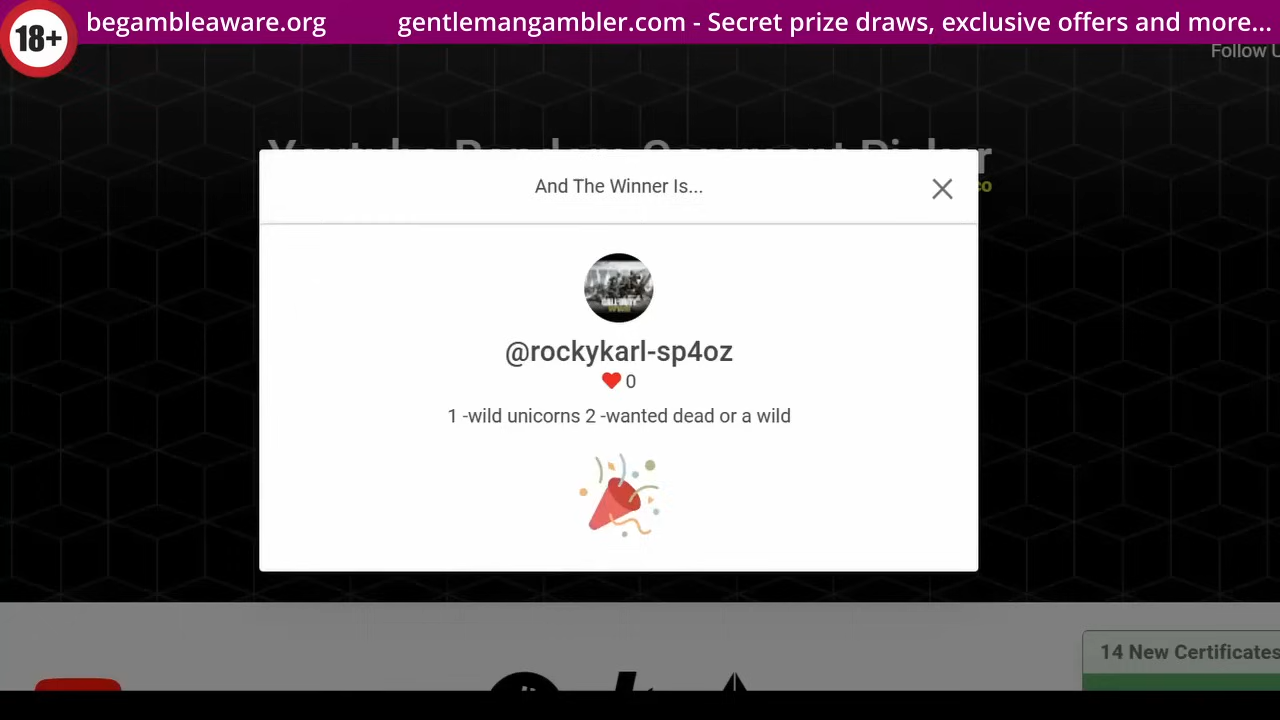 18+
begambleaware.org
gentlemangambler.com - Secret prize draws, exclusive offers and more...
Follow U
And The Winner Is...
@rockykarl-sp4oz
0
1 -wild unicorns 2 -wanted dead or a wild
14 New Certificates